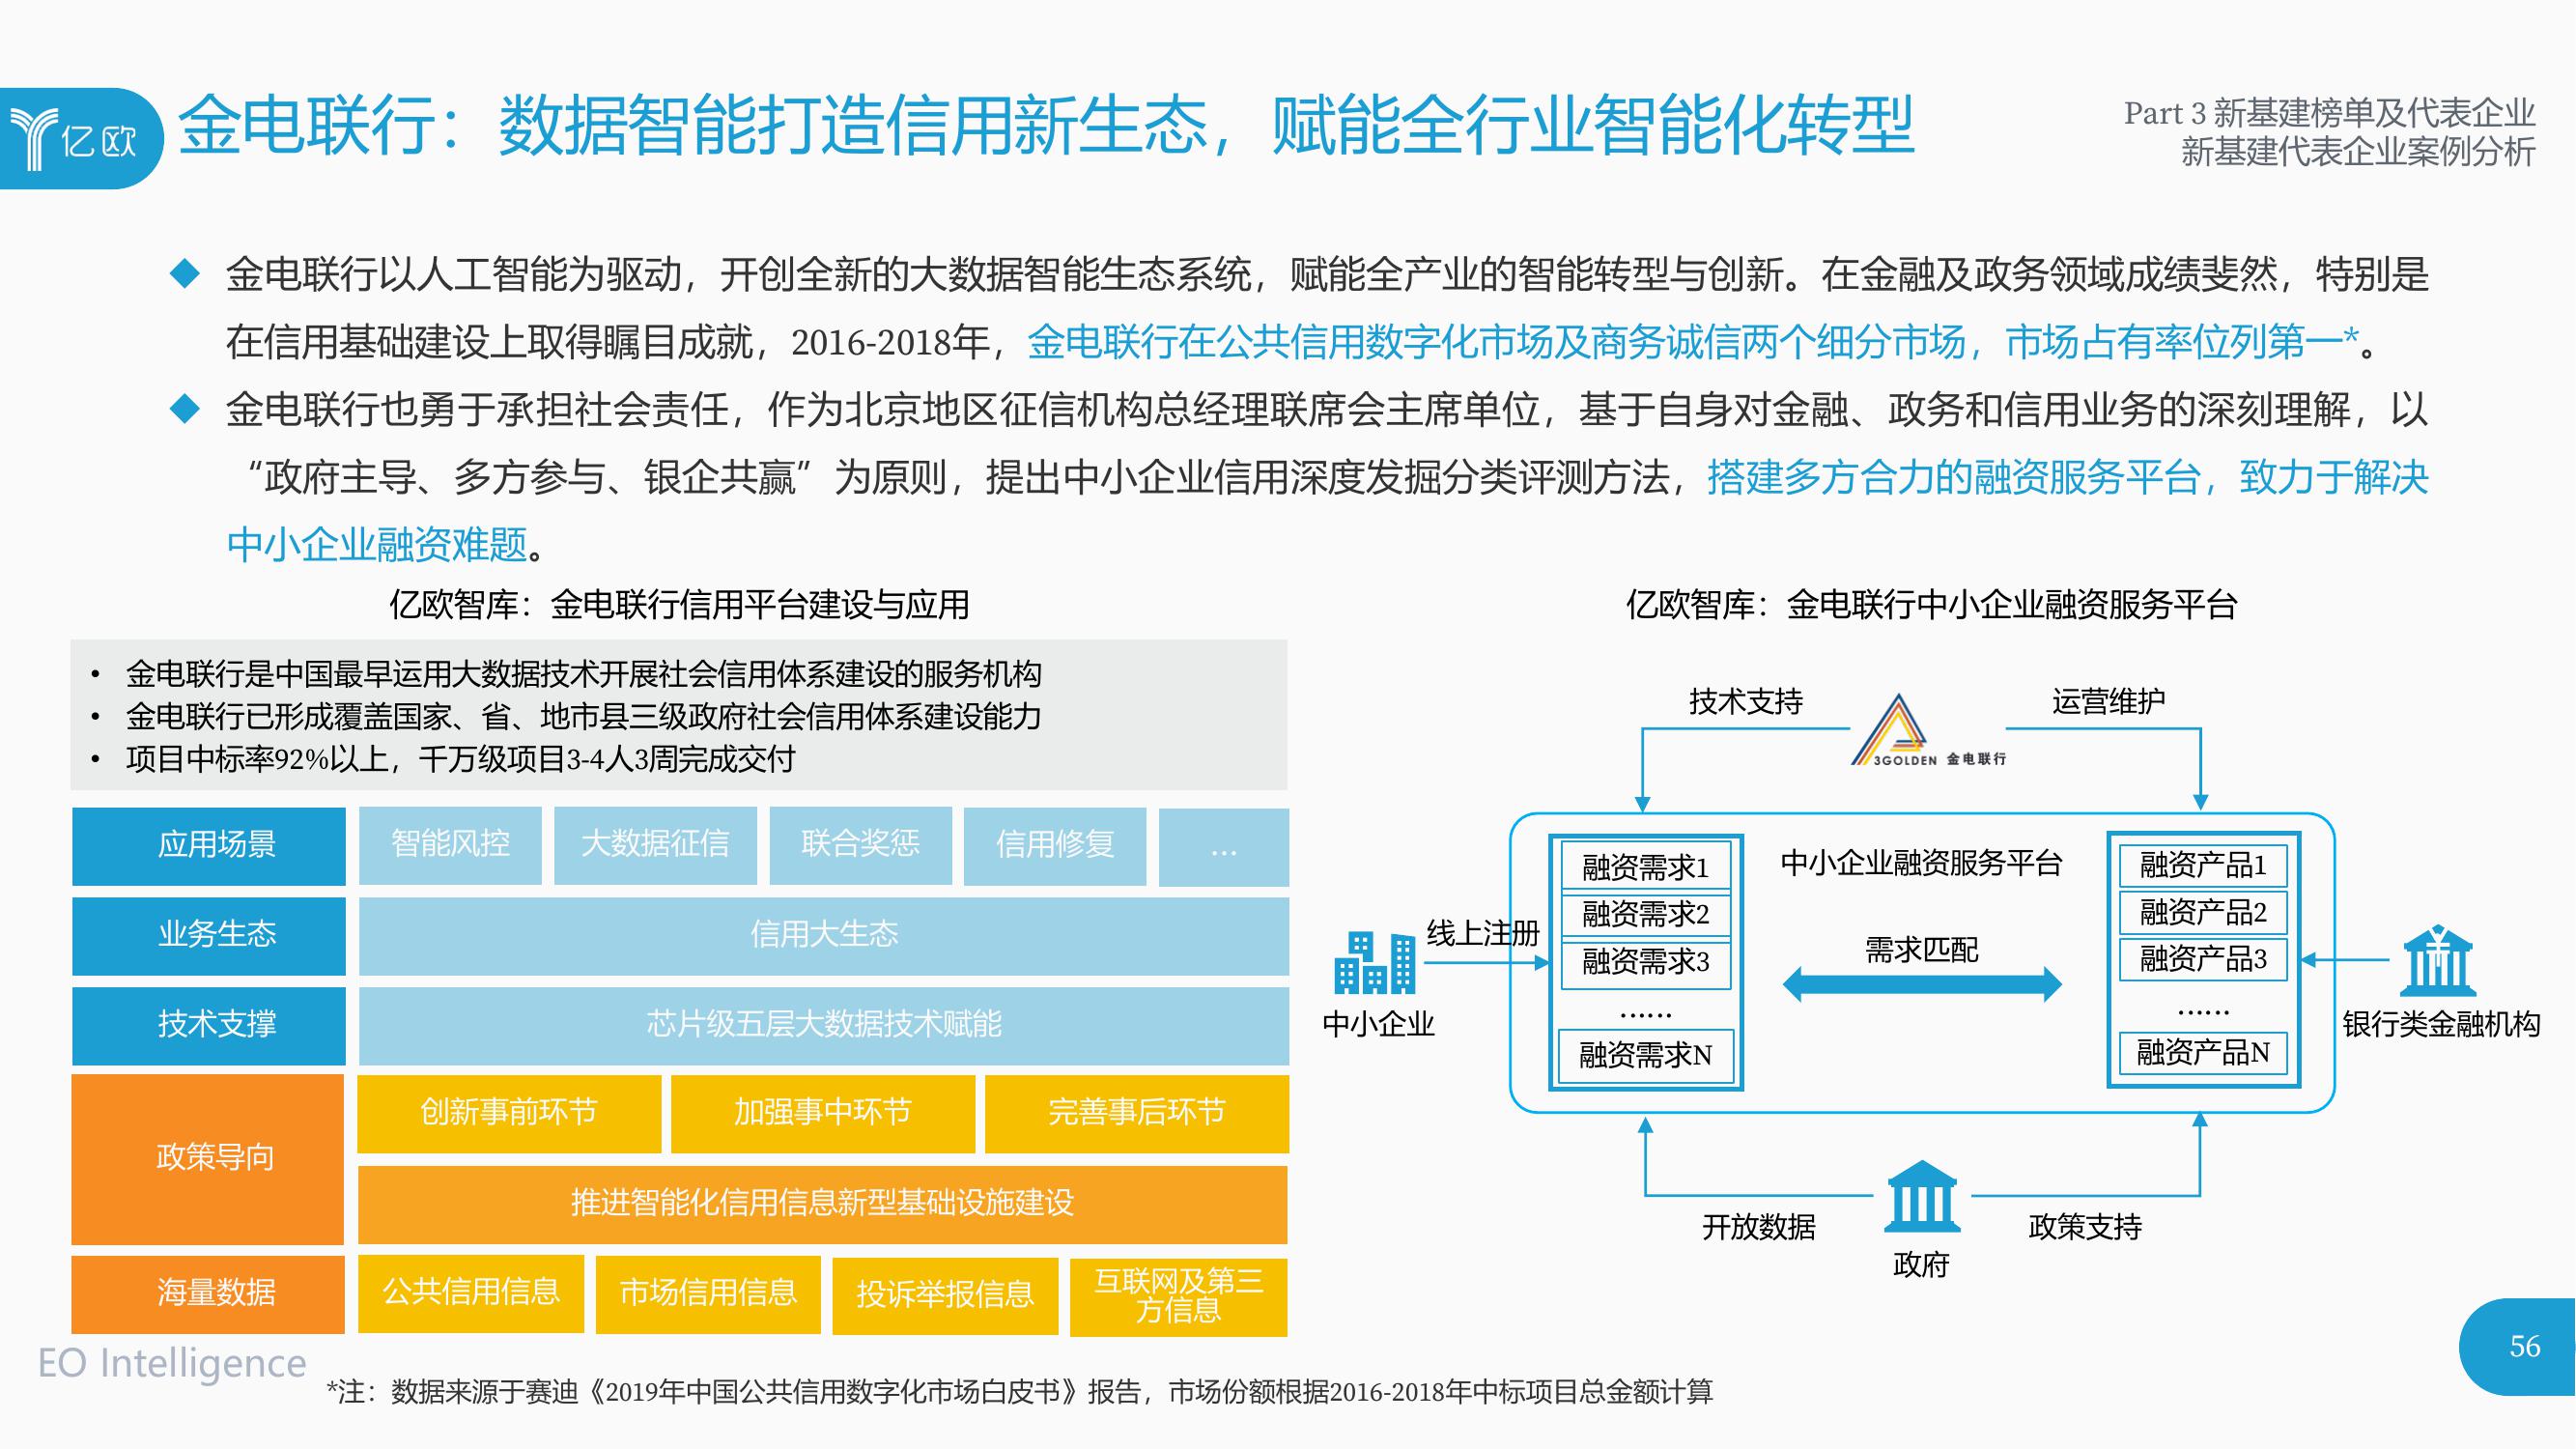 亿欧
金电联行：数据智能打造信用新生态，赋能全行业智能化转型
Part 3 新基建榜单及代表企业
新基建代表企业案例分析
◆ 金电联行以人工智能为驱动，开创全新的大数据智能生态系统，赋能全产业的智能转型与创新。在金融及政务领域成绩斐然，特别是
在信用基础建设上取得瞩目成就，2016-2018年，金电联行在公共信用数字化市场及商务诚信两个细分市场，市场占有率位列第一*。
◆ 金电联行也勇于承担社会责任，作为北京地区征信机构总经理联席会主席单位，基于自身对金融、政务和信用业务的深刻理解，以
“政府主导、多方参与、银企共赢”为原则，提出中小企业信用深度发掘分类评测方法，搭建多方合力的融资服务平台，致力于解决
中小企业融资难题。
亿欧智库：金电联行信用平台建设与应用
• 金电联行是中国最早运用大数据技术开展社会信用体系建设的服务机构
• 金电联行已形成覆盖国家、省、地市县三级政府社会信用体系建设能力
• 项目中标率92%以上，千万级项目3-4人3周完成交付
应用场景
智能风控
大数据征信
联合奖惩
信用修复
…
业务生态
信用大生态
技术支撑
芯片级五层大数据技术赋能
政策导向
创新事前环节
加强事中环节
完善事后环节
推进智能化信用信息新型基础设施建设
海量数据
公共信用信息
市场信用信息
投诉举报信息
互联网及第三
方信息
亿欧智库：金电联行中小企业融资服务平台
技术支持
3GOLDEN 金电联行
运营维护
融资需求1
融资需求2
融资需求3
……
融资需求N
中小企业融资服务平台
需求匹配
融资产品1
融资产品2
融资产品3
……
融资产品N
线上注册
中小企业
银行类金融机构
开放数据
政府
政策支持
EO Intelligence
*注：数据来源于赛迪《2019年中国公共信用数字化市场白皮书》报告，市场份额根据2016-2018年中标项目总金额计算
56